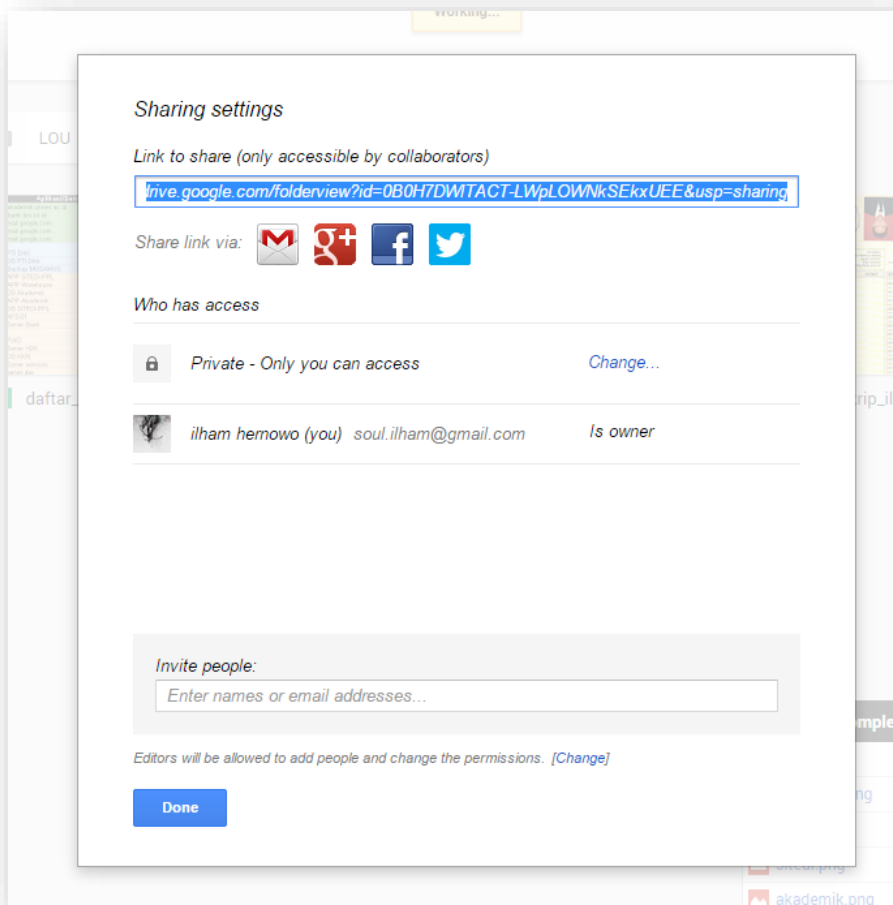 Working...
LOU
Sharing settings
Link to share (only accessible by collaborators)
drive.google.com/folderview?id=0B0H7DWITACT-LWpLOWNkSEkxUEE&usp=sharing
Share link via:
Who has access
Private - Only you can access Change...
daftar_
ilham hernowo (you) soul.ilham@gmail.com Is owner
Invite people:
Enter names or email addresses...
Editors will be allowed to add people and change the permissions. [Change]
Done
akademik.png